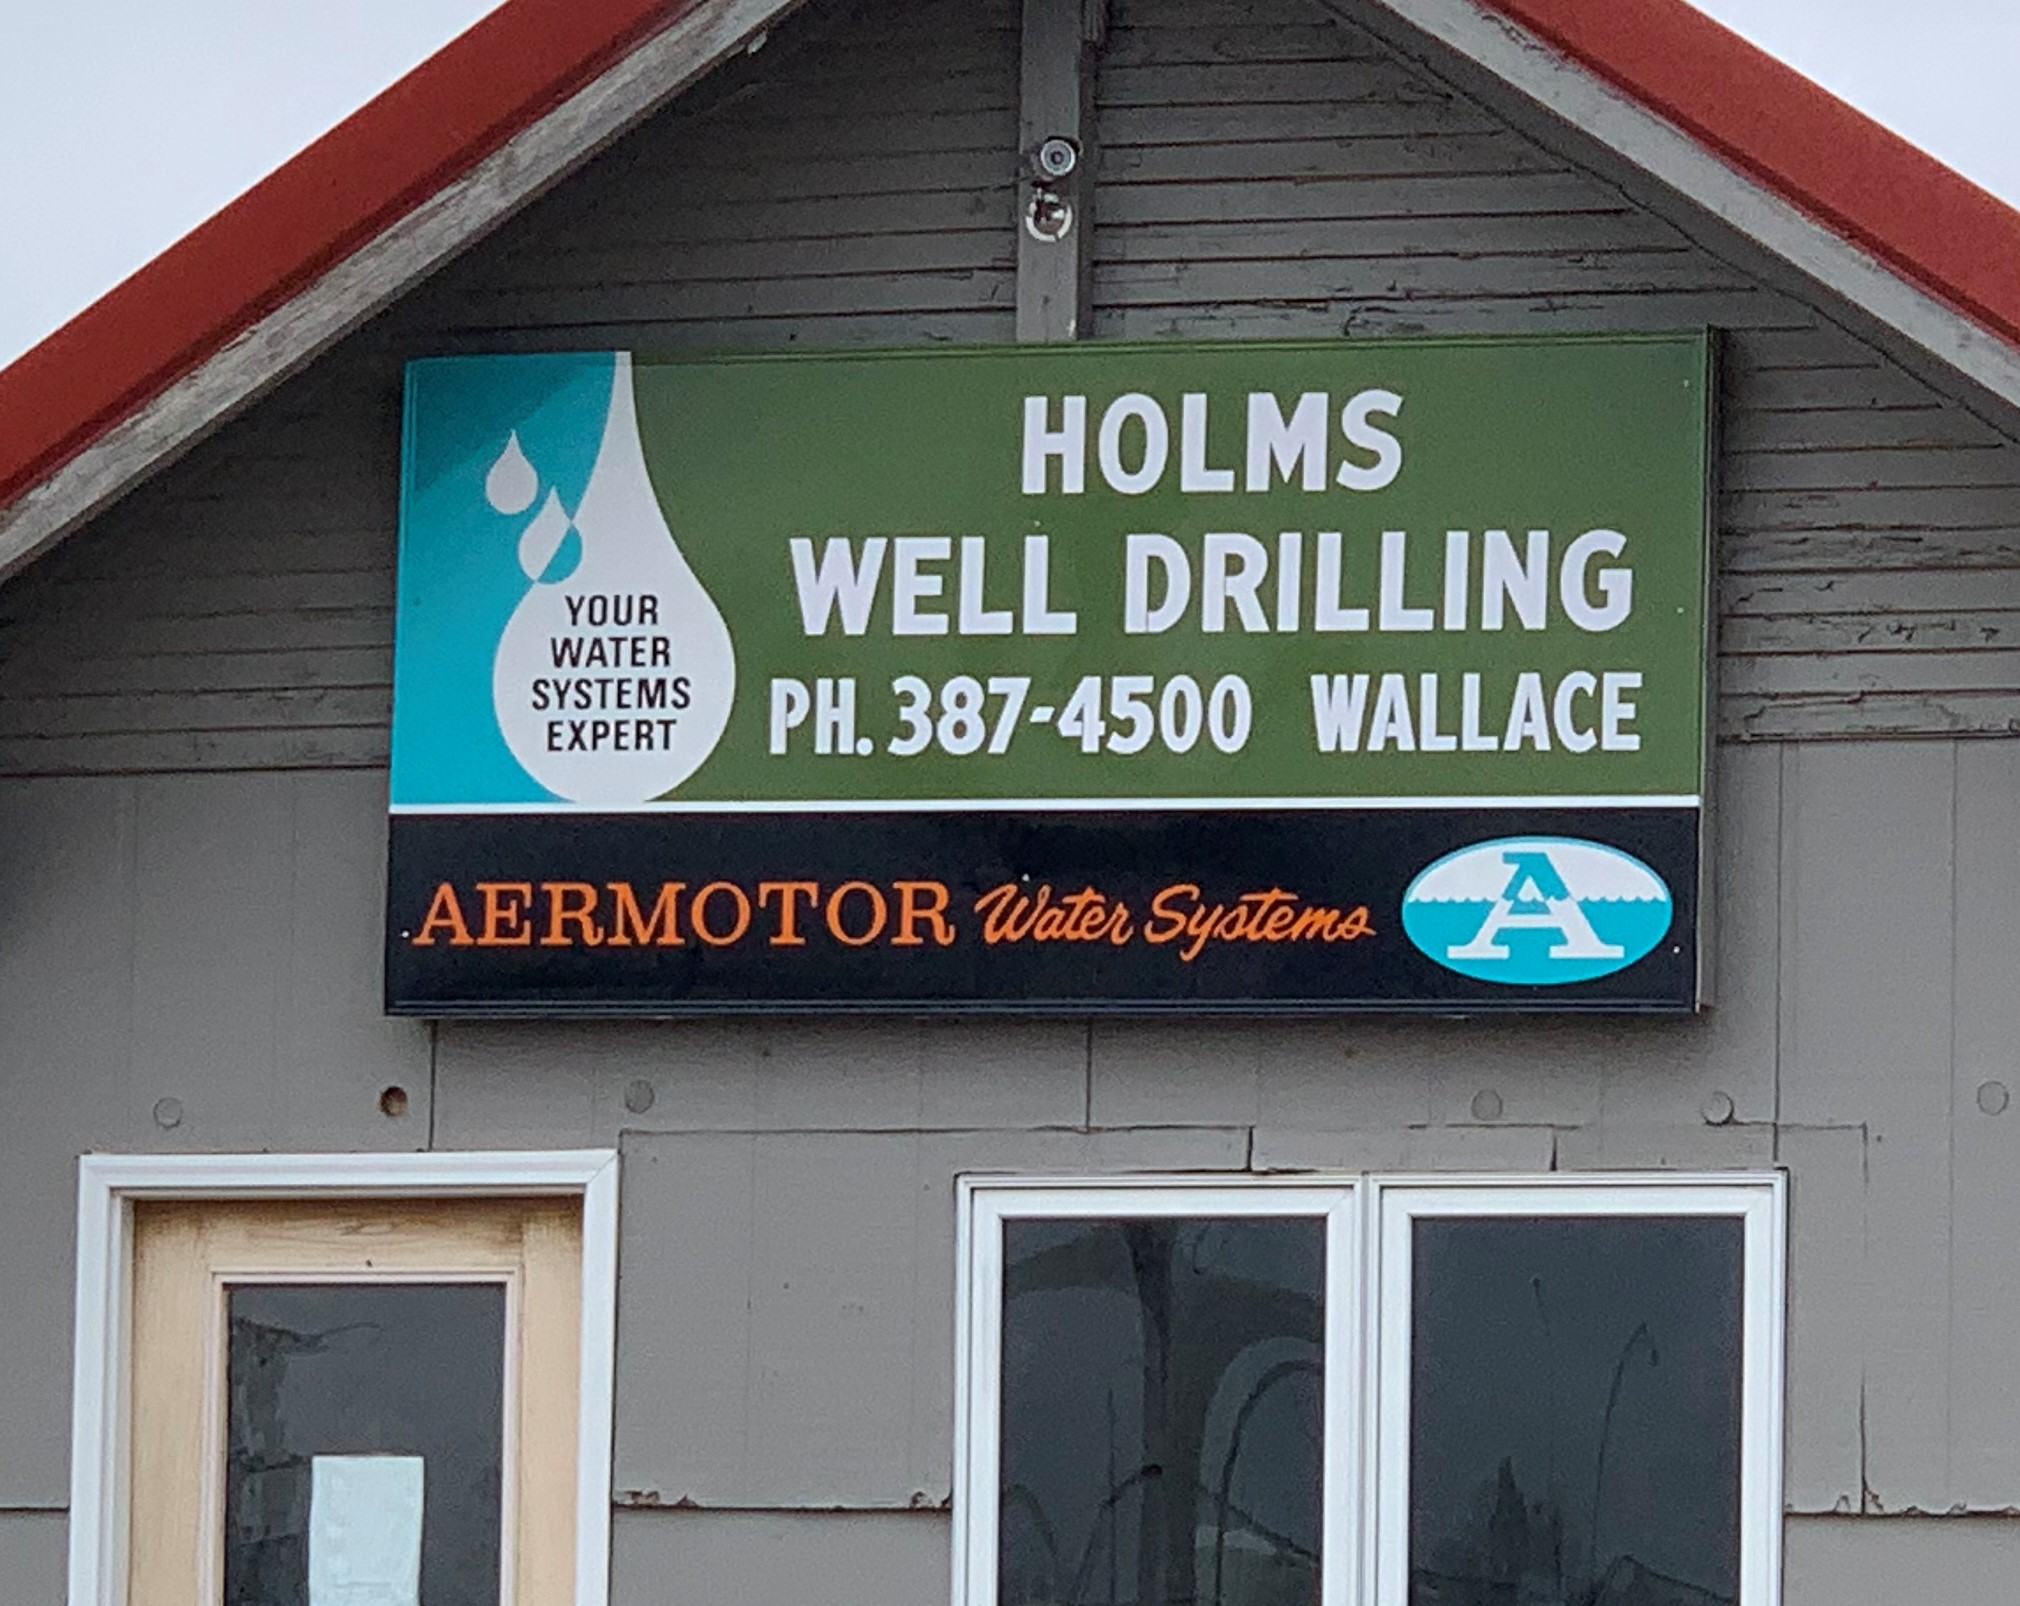 HOLMS
WELL DRILLING
PH. 387-4500 WALLACE
YOUR
WATER
SYSTEMS
EXPERT
AERMOTOR Water Systems
A